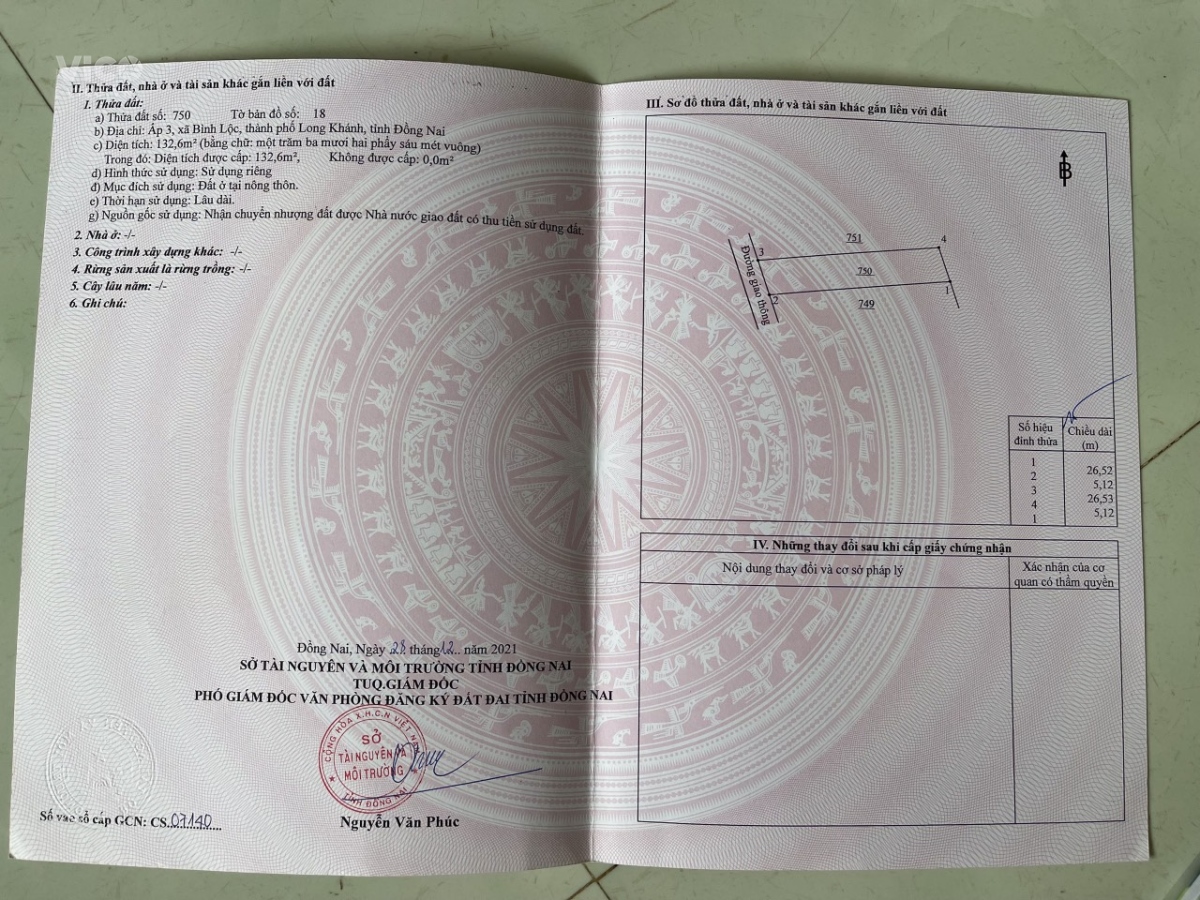 II. Thửa đất, nhà ở và tài sản khác gắn liền với đất
1. Thửa đất:
a) Thửa đất số: 750 Tờ bản đồ số: 18
b) Địa chỉ: Ấp 3, xã Bình Lộc, thành phố Long Khánh, tỉnh Đồng Nai
c) Diện tích: 132,6m² (bằng chữ: một trăm ba mươi hai phẩy sáu mét vuông)
Trong đó: Diện tích được cấp: 132,6m², Không được cấp: 0,0m²
d) Hình thức sử dụng: Sử dụng riêng
đ) Mục đích sử dụng: Đất ở tại nông thôn.
e) Thời hạn sử dụng: Lâu dài.
g) Nguồn gốc sử dụng: Nhận chuyển nhượng đất được Nhà nước giao đất có thu tiền sử dụng đất.
2. Nhà ở: -/-
3. Công trình xây dựng khác: -/-
4. Rừng sản xuất là rừng trồng: -/-
5. Cây lâu năm: -/-
6. Ghi chú:
Đồng Nai, Ngày 28 tháng 12.. năm 2021
SỞ TÀI NGUYÊN VÀ MÔI TRƯỜNG TỈNH ĐỒNG NAI
TUQ.GIÁM ĐỐC
PHÓ GIÁM ĐỐC VĂN PHÒNG ĐĂNG KÝ ĐẤT ĐAI TỈNH ĐỒNG NAI
CỘNG HÒA X.H.C.N VIỆT NAM
SỞ
TÀI NGUYÊN VÀ
MÔI TRƯỜNG
TỈNH ĐỒNG NAI
Nguyễn Văn Phúc
Số vào sổ cấp GCN: CS.07140
III. Sơ đồ thửa đất, nhà ở và tài sản khác gắn liền với đất
B
751
4
3
750
1
2
749
Đường giao thông
Số hiệu đỉnh thửa
Chiều dài (m)
1
26,52
2
5,12
3
26,53
4
5,12
1
IV. Những thay đổi sau khi cấp giấy chứng nhận
Nội dung thay đổi và cơ sở pháp lý
Xác nhận của cơ quan có thẩm quyền